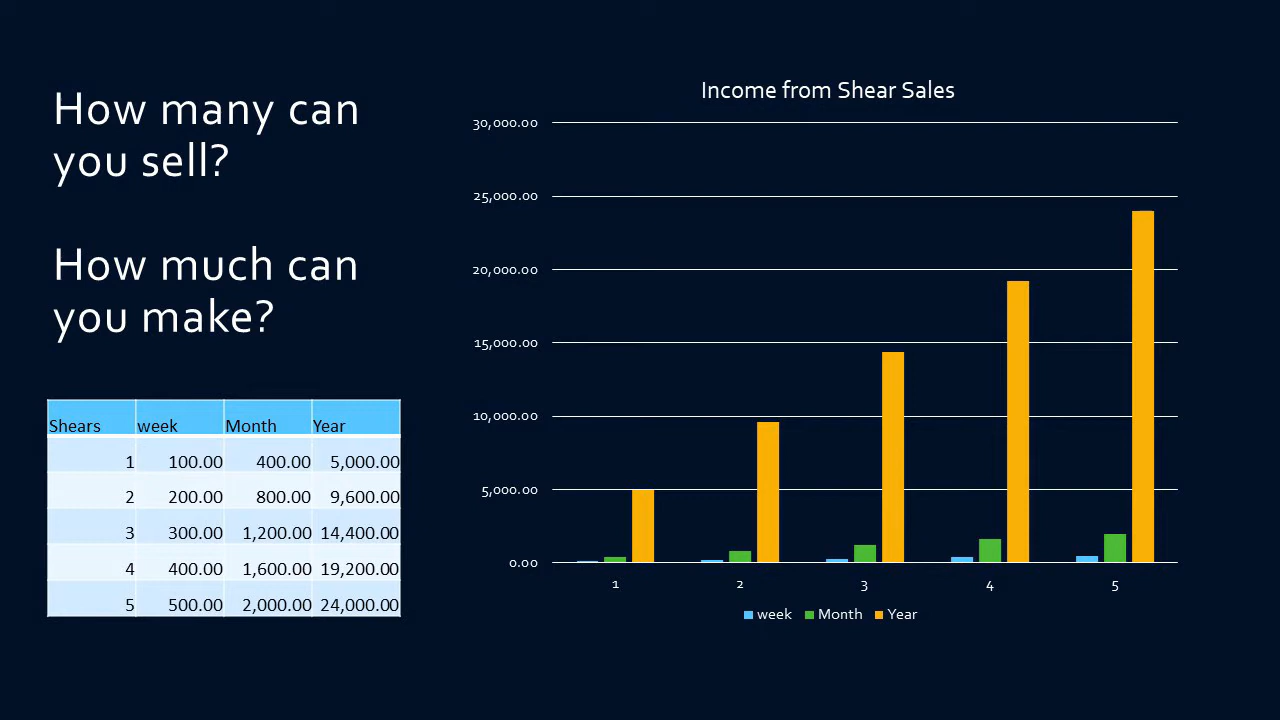 How many can
you sell?
How much can
you make?
Shears week Month Year
1 100.00 400.00 5,000.00
2 200.00 800.00 9,600.00
3 300.00 1,200.00 14,400.00
4 400.00 1,600.00 19,200.00
5 500.00 2,000.00 24,000.00
Income from Shear Sales
30,000.00
25,000.00
20,000.00
15,000.00
10,000.00
5,000.00
0.00
1 2 3 4 5
week Month Year